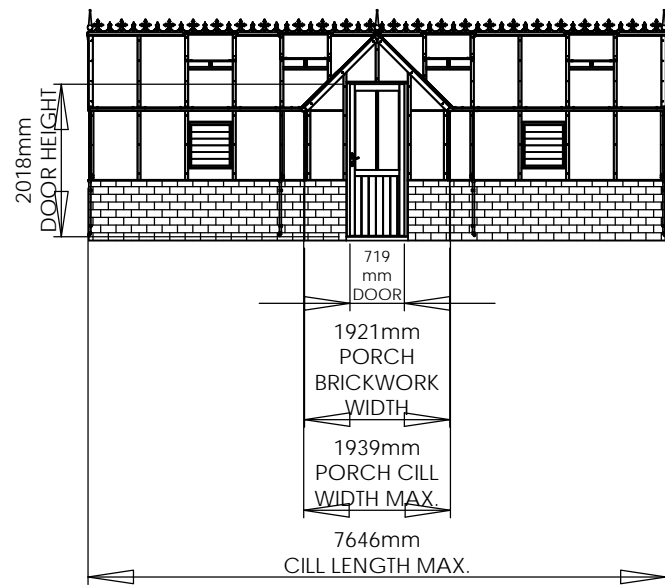 2018mm
DOOR HEIGHT
719
mm
DOOR
1921mm
PORCH
BRICKWORK
WIDTH
1939mm
PORCH CILL
WIDTH MAX.
7646mm
CILL LENGTH MAX.